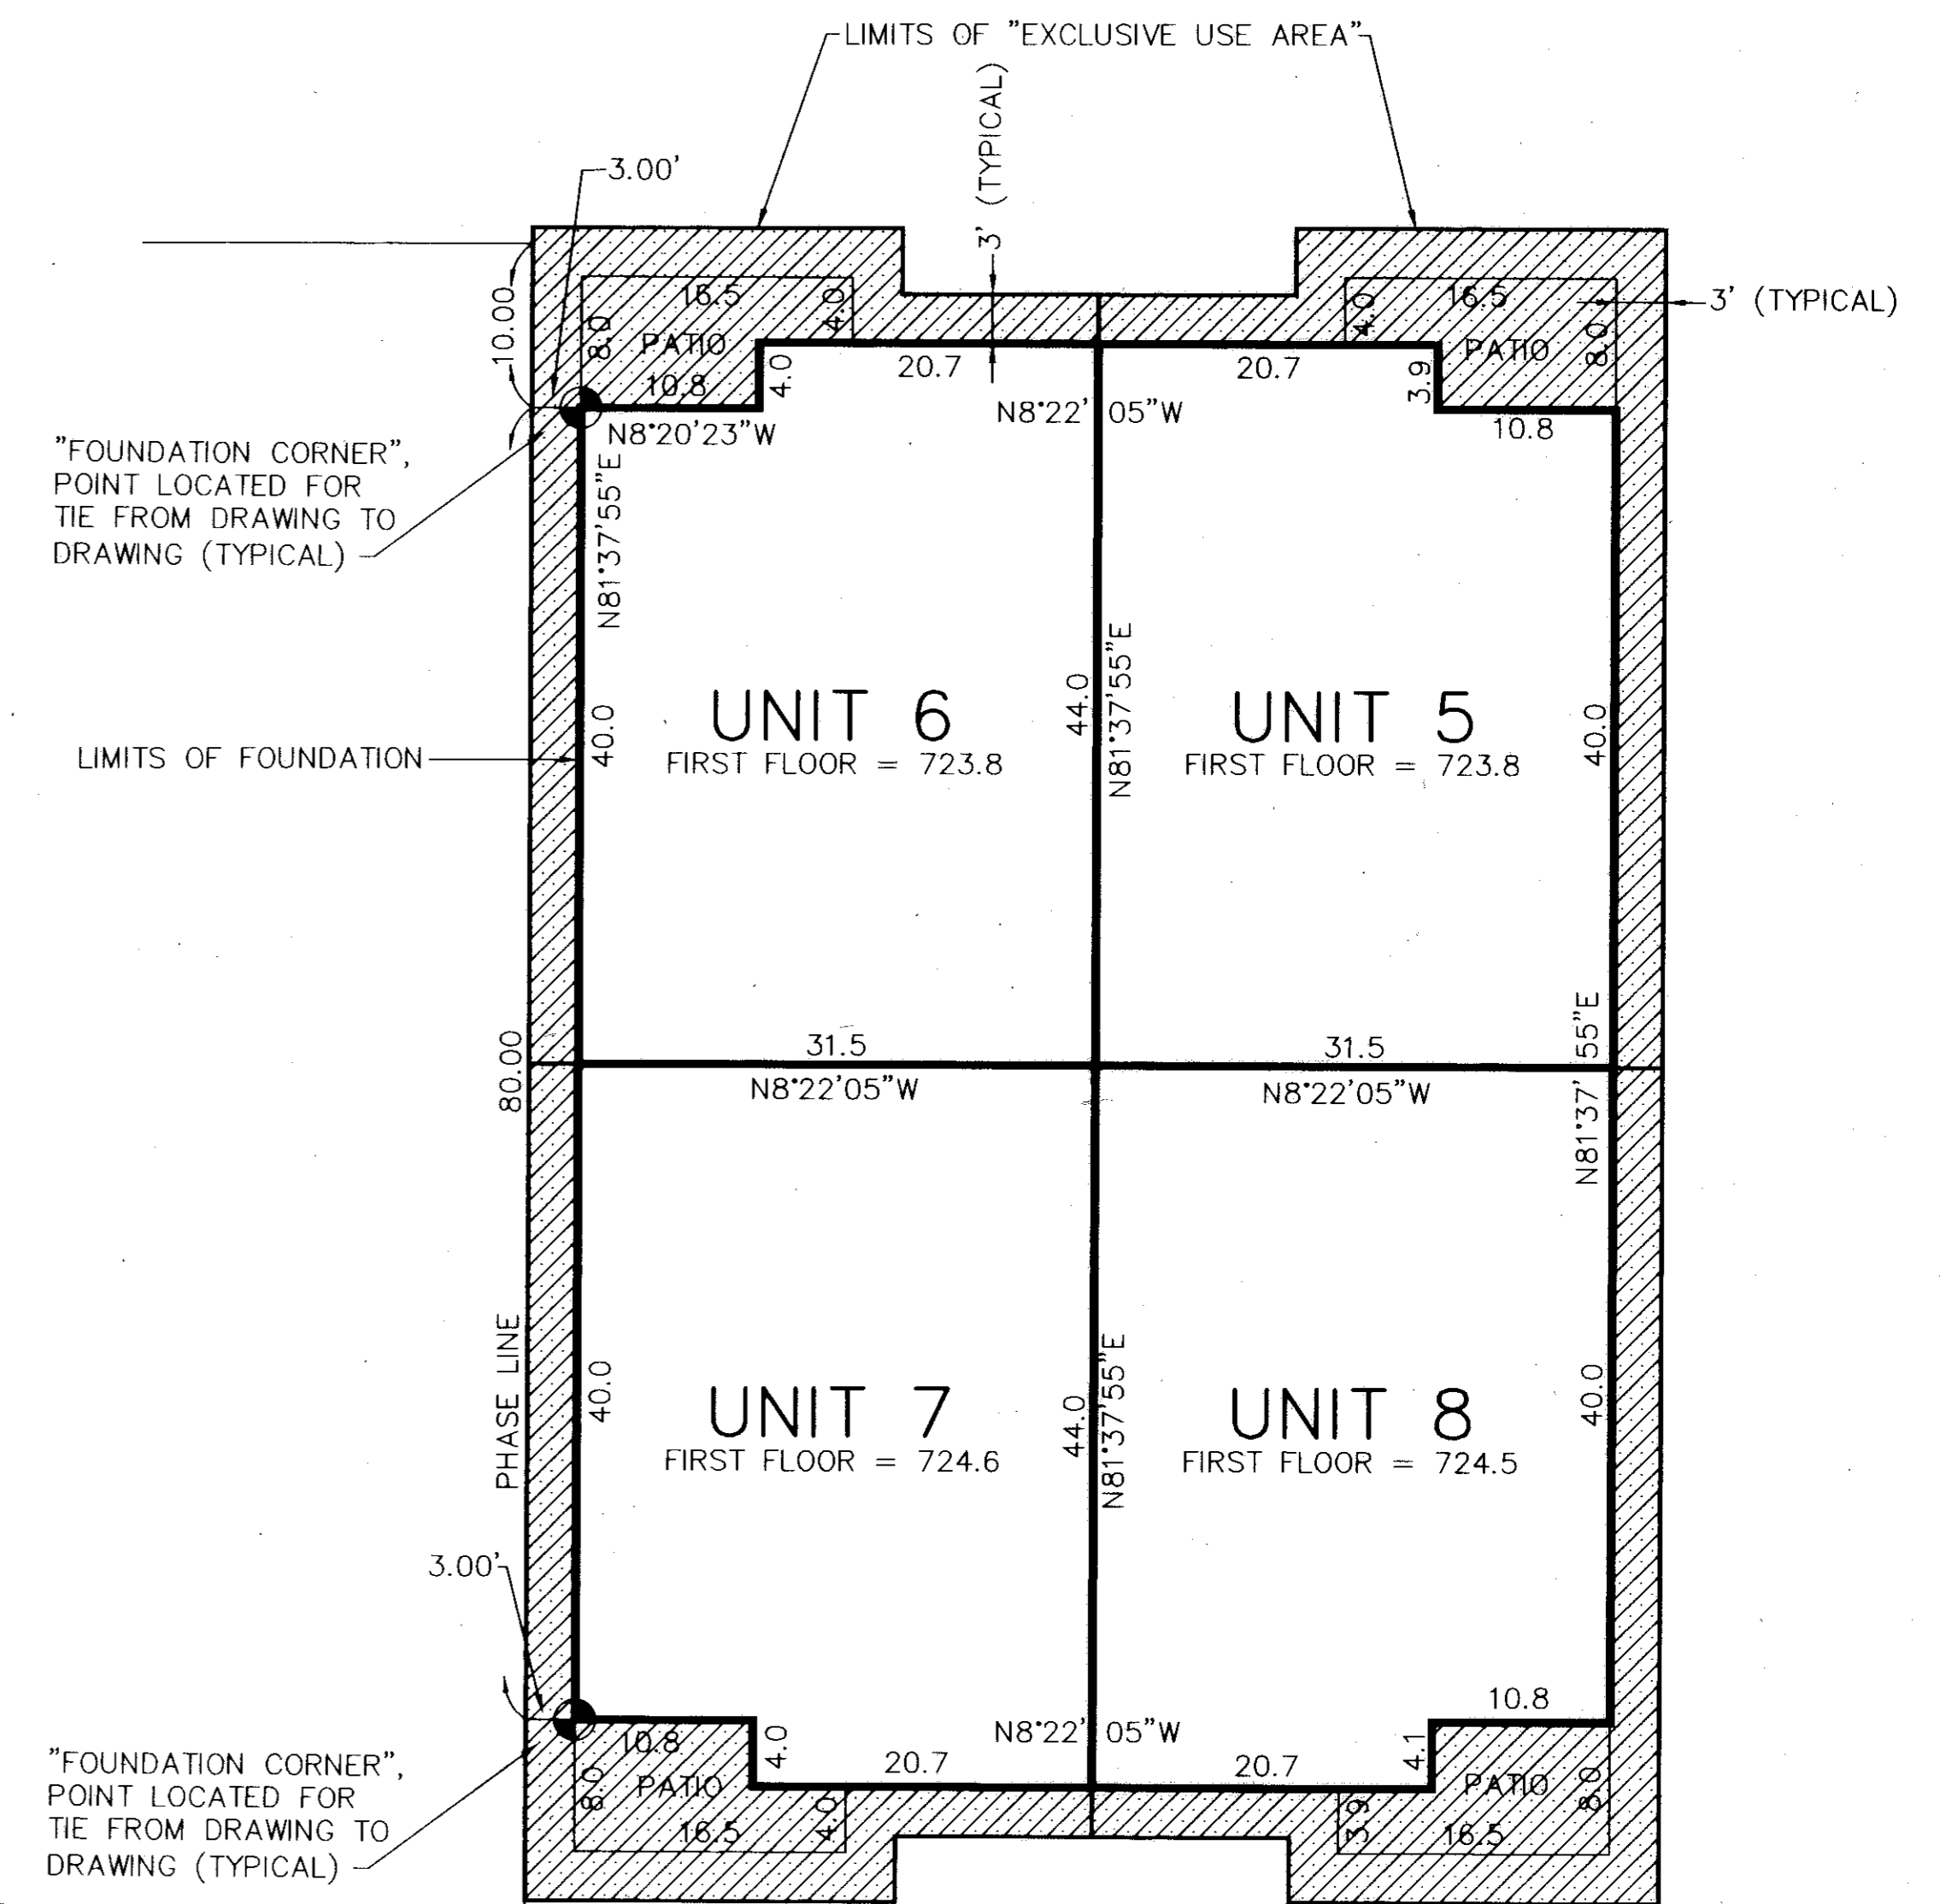 LIMITS OF "EXCLUSIVE USE AREA"
3' (TYPICAL)
3.00'
10.00
16.5
4.0
8.0
PATIO
10.8
4.0
20.7
N8°20'23"W
N8°22'05"W
4.0
16.5
PATIO
8.0
3' (TYPICAL)
20.7
3.9
10.8
"FOUNDATION CORNER",
POINT LOCATED FOR
TIE FROM DRAWING TO
DRAWING (TYPICAL)
N81°37'55"E
40.0
LIMITS OF FOUNDATION
UNIT 6
FIRST FLOOR = 723.8
44.0
N81°37'55"E
UNIT 5
FIRST FLOOR = 723.8
40.0
80.00
31.5
N8°22'05"W
31.5
N8°22'05"W
N81°37'55"E
PHASE LINE
40.0
UNIT 7
FIRST FLOOR = 724.6
44.0
N81°37'55"E
UNIT 8
FIRST FLOOR = 724.5
40.0
3.00'
10.8
4.0
20.7
N8°22'05"W
20.7
4.1
10.8
8.0
PATIO
16.5
4.0
3.9
PATIO
16.5
8.0
"FOUNDATION CORNER",
POINT LOCATED FOR
TIE FROM DRAWING TO
DRAWING (TYPICAL)